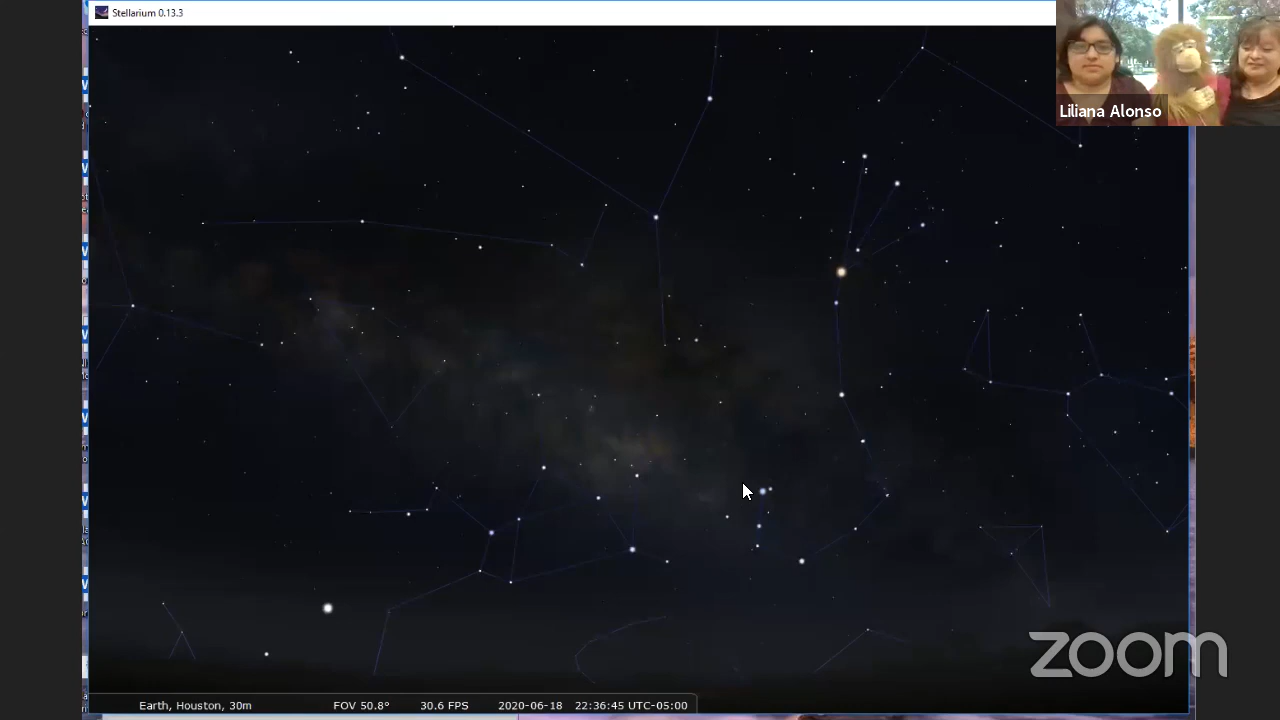 Stellarium 0.13.3
Liliana Alonso
zoom
Earth, Houston, 30m FOV 50.8° 30.6 FPS 2020-06-18 22:36:45 UTC-05:00